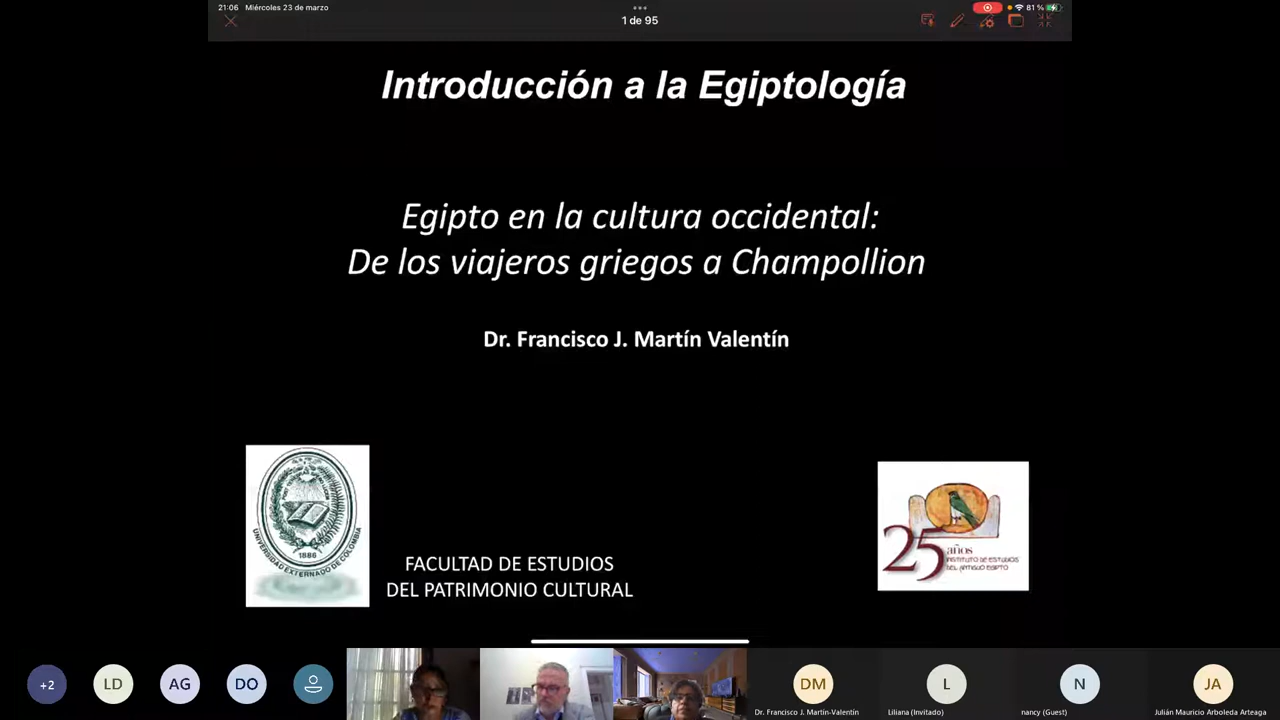 21:06 Miércoles 23 de marzo
81 %
1 de 95
Introducción a la Egiptología
Egipto en la cultura occidental:
De los viajeros griegos a Champollion
Dr. Francisco J. Martín Valentín
UNIVERSIDAD EXTERNADO DE COLOMBIA
1886
FACULTAD DE ESTUDIOS
DEL PATRIMONIO CULTURAL
25 años
INSTITUTO DE ESTUDIOS
DEL ANTIGUO EGIPTO
+2
LD
AG
DO
DM
L
N
JA
Dr. Francisco J. Martín-Valentín
Liliana (Invitado)
nancy (Guest)
Julián Mauricio Arboleda Arteaga